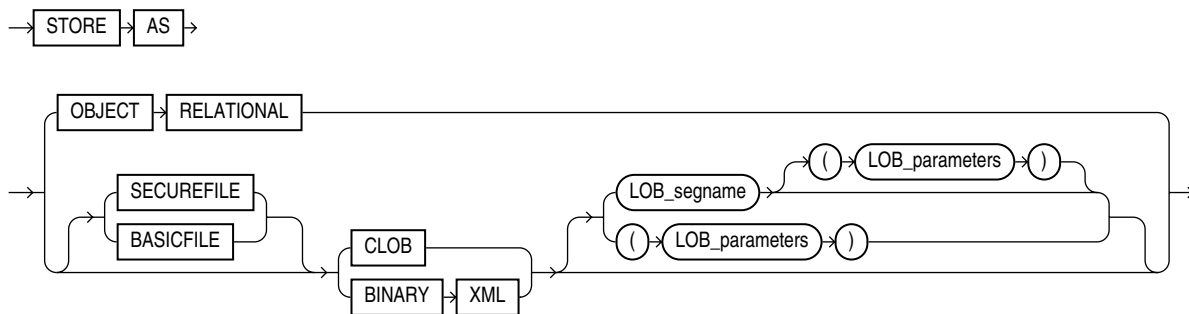 STORE AS
OBJECT RELATIONAL
( LOB_parameters )
SECUREFILE
LOB_segname
BASICFILE
( LOB_parameters )
CLOB
BINARY XML